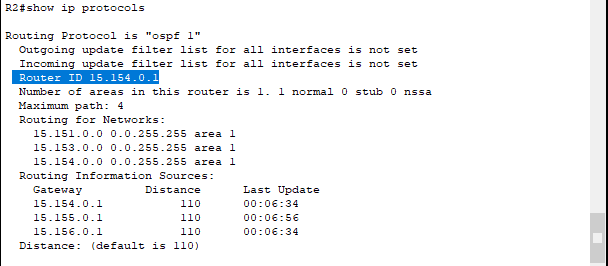 R2#show ip protocols
Routing Protocol is "ospf 1"
Outgoing update filter list for all interfaces is not set
Incoming update filter list for all interfaces is not set
Router ID 15.154.0.1
Number of areas in this router is 1. 1 normal 0 stub 0 nssa
Maximum path: 4
Routing for Networks:
15.151.0.0 0.0.255.255 area 1
15.153.0.0 0.0.255.255 area 1
15.154.0.0 0.0.255.255 area 1
Routing Information Sources:
Gateway Distance Last Update
15.154.0.1 110 00:06:34
15.155.0.1 110 00:06:56
15.156.0.1 110 00:06:34
Distance: (default is 110)